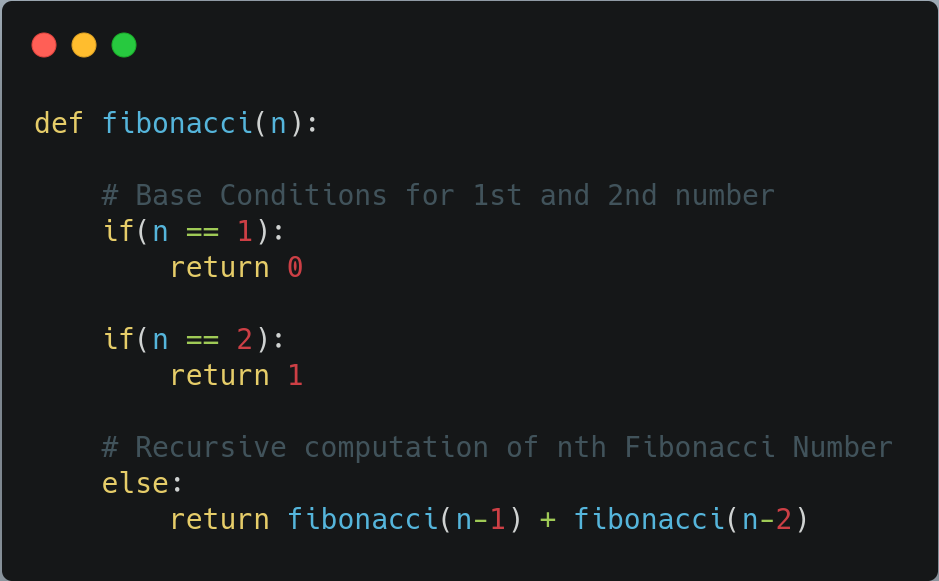 def fibonacci(n):
    # Base Conditions for 1st and 2nd number
    if(n == 1):
        return 0
    if(n == 2):
        return 1
    # Recursive computation of nth Fibonacci Number
    else:
        return fibonacci(n-1) + fibonacci(n-2)